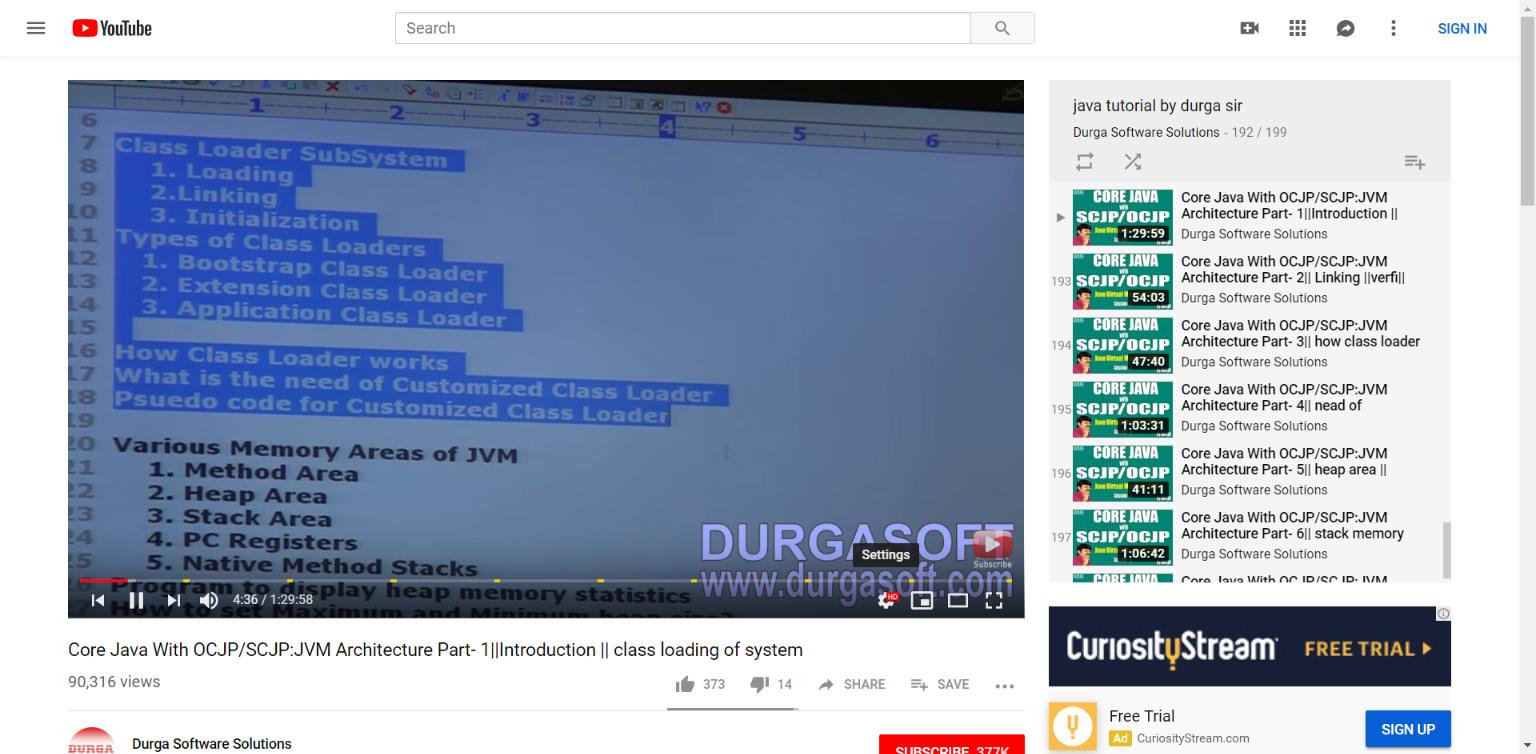 YouTube
Search
SIGN IN
1 2 3 4 5 6
6
7 Class Loader SubSystem
8 1. Loading
9 2.Linking
10 3. Initialization
11 Types of Class Loaders
12 1. Bootstrap Class Loader
13 2. Extension Class Loader
14 3. Application Class Loader
15
16 How Class Loader works
17 What is the need of Customized Class Loader
18 Psuedo code for Customized Class Loader
19
20 Various Memory Areas of JVM
21 1. Method Area
22 2. Heap Area
23 3. Stack Area
24 4. PC Registers
25 5. Native Method Stacks
Program to display heap memory statistics
How to set Maximum and Minimum heap size?
DURGASOFT
www.durgasoft.com
Subscribe
Settings
4:36 / 1:29:58
HD
Core Java With OCJP/SCJP:JVM Architecture Part- 1||Introduction || class loading of system
90,316 views
373
14
SHARE
SAVE
DURGA
Durga Software Solutions
SUBSCRIBE 377K
java tutorial by durga sir
Durga Software Solutions - 192 / 199
CORE JAVA
with
SCJP/OCJP
1:29:59
Core Java With OCJP/SCJP:JVM
Architecture Part- 1||Introduction ||
Durga Software Solutions
193
CORE JAVA
with
SCJP/OCJP
54:03
Core Java With OCJP/SCJP:JVM
Architecture Part- 2|| Linking ||verfi||
Durga Software Solutions
194
CORE JAVA
with
SCJP/OCJP
47:40
Core Java With OCJP/SCJP:JVM
Architecture Part- 3|| how class loader
Durga Software Solutions
195
CORE JAVA
with
SCJP/OCJP
1:03:31
Core Java With OCJP/SCJP:JVM
Architecture Part- 4|| nead of
Durga Software Solutions
196
CORE JAVA
with
SCJP/OCJP
41:11
Core Java With OCJP/SCJP:JVM
Architecture Part- 5|| heap area ||
Durga Software Solutions
197
CORE JAVA
with
SCJP/OCJP
1:06:42
Core Java With OCJP/SCJP:JVM
Architecture Part- 6|| stack memory
Durga Software Solutions
CORE JAVA
Core Java With OCJP/SCJP:JVM
CuriosityStream
FREE TRIAL
Free Trial
Ad CuriosityStream.com
SIGN UP